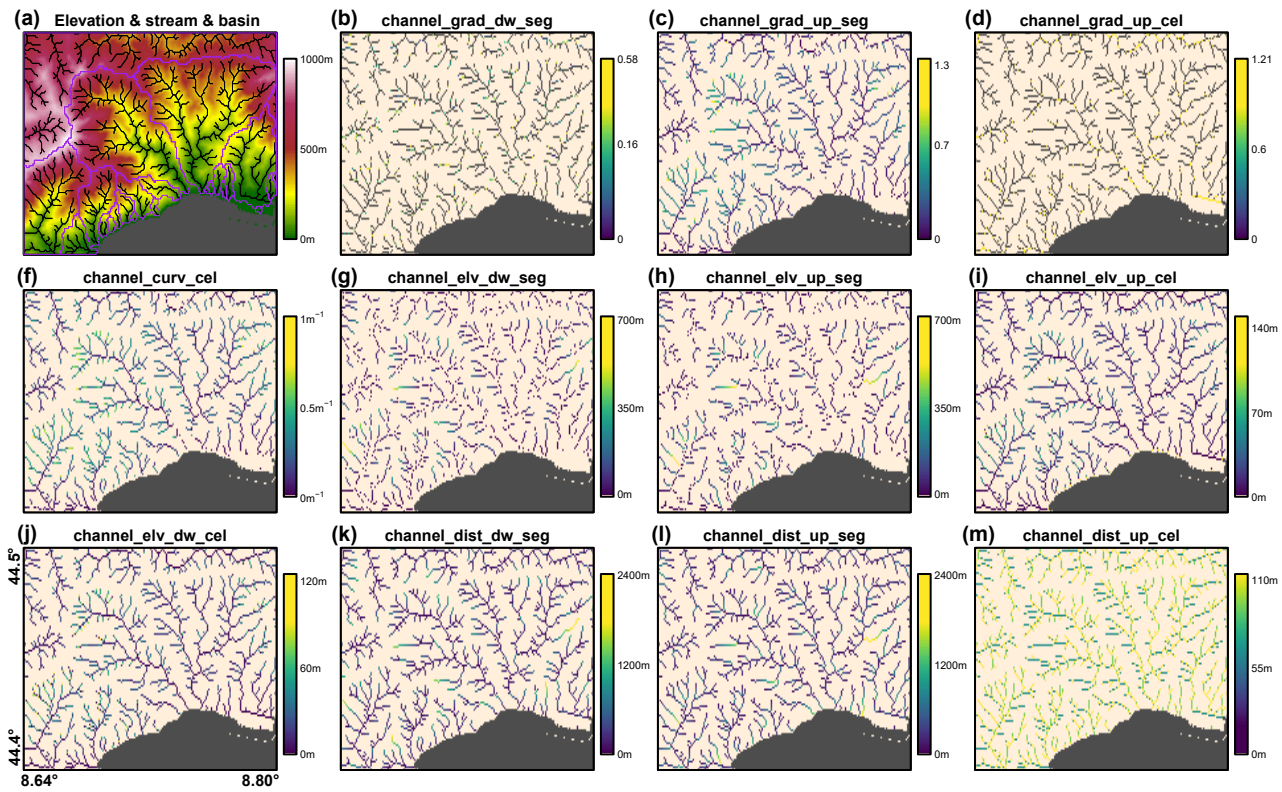 (a) Elevation & stream & basin
1000m
500m
0m
(b) channel_grad_dw_seg
0.58
0.16
0
(c) channel_grad_up_seg
1.3
0.7
0
(d) channel_grad_up_cel
1.21
0.6
0
(f) channel_curv_cel
1m⁻¹
0.5m⁻¹
0m⁻¹
(g) channel_elv_dw_seg
700m
350m
0m
(h) channel_elv_up_seg
700m
350m
0m
(i) channel_elv_up_cel
140m
70m
0m
(j) channel_elv_dw_cel
44.5°
44.4°
8.64°
8.80°
120m
60m
0m
(k) channel_dist_dw_seg
2400m
1200m
0m
(l) channel_dist_up_seg
2400m
1200m
0m
(m) channel_dist_up_cel
110m
55m
0m